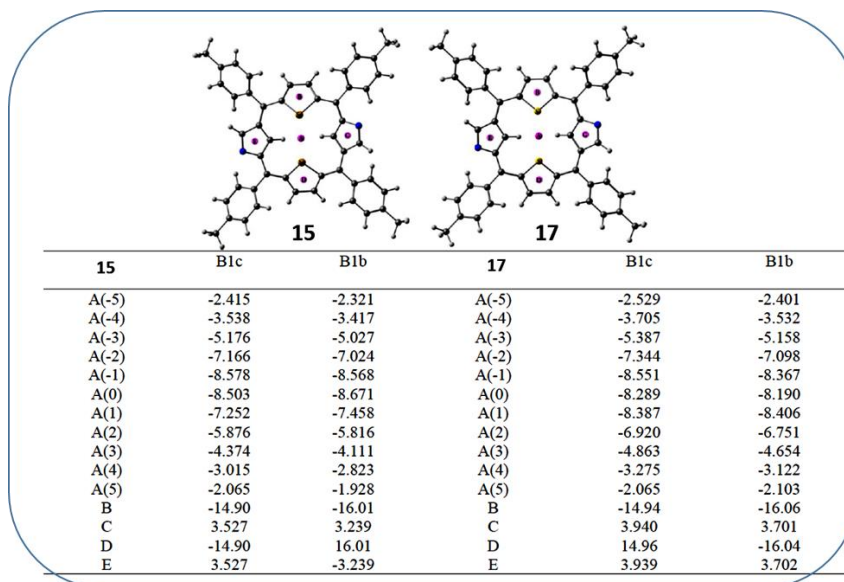 15 17
15 B1c B1b 17 B1c B1b
A(-5) -2.415 -2.321 A(-5) -2.529 -2.401
A(-4) -3.538 -3.417 A(-4) -3.705 -3.532
A(-3) -5.176 -5.027 A(-3) -5.387 -5.158
A(-2) -7.166 -7.024 A(-2) -7.344 -7.098
A(-1) -8.578 -8.568 A(-1) -8.551 -8.367
A(0) -8.503 -8.671 A(0) -8.289 -8.190
A(1) -7.252 -7.458 A(1) -8.387 -8.406
A(2) -5.876 -5.816 A(2) -6.920 -6.751
A(3) -4.374 -4.111 A(3) -4.863 -4.654
A(4) -3.015 -2.823 A(4) -3.275 -3.122
A(5) -2.065 -1.928 A(5) -2.065 -2.103
B -14.90 -16.01 B -14.94 -16.06
C 3.527 3.239 C 3.940 3.701
D -14.90 16.01 D 14.96 -16.04
E 3.527 -3.239 E 3.939 3.702